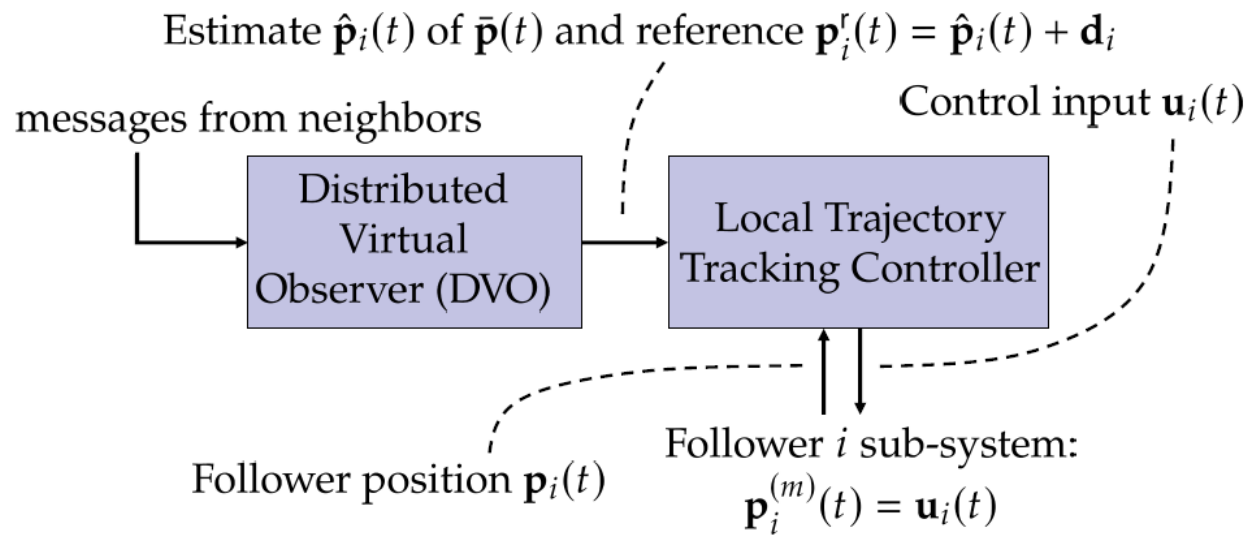 Estimate p̂ᵢ(t) of p̄(t) and reference pᵢʳ(t) = p̂ᵢ(t) + dᵢ
Control input uᵢ(t)
messages from neighbors
Distributed
Virtual
Observer (DVO)
Local Trajectory
Tracking Controller
Follower position pᵢ(t)
Follower i sub-system:
pᵢ⁽ᵐ⁾(t) = uᵢ(t)